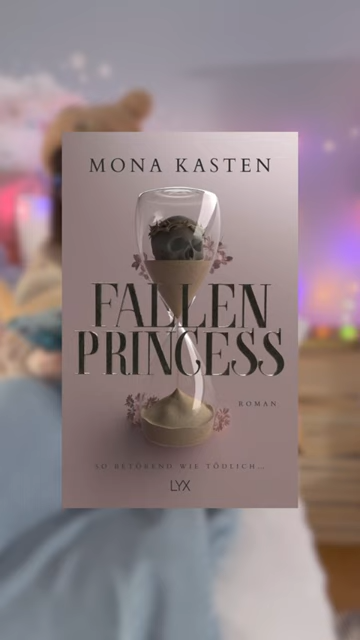 MONA KASTEN
FALLEN
PRINCESS
ROMAN
SO BETÖREND WIE TÖDLICH...
LYX